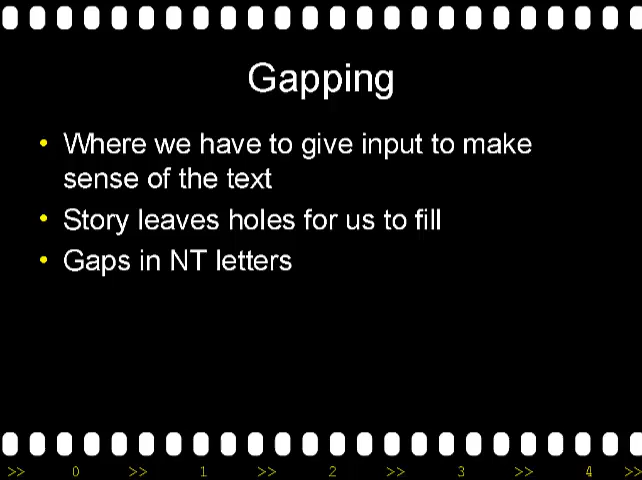 Gapping
• Where we have to give input to make
sense of the text
• Story leaves holes for us to fill
• Gaps in NT letters
>> 0 >> 1 >> 2 >> 3 >> 4 >>